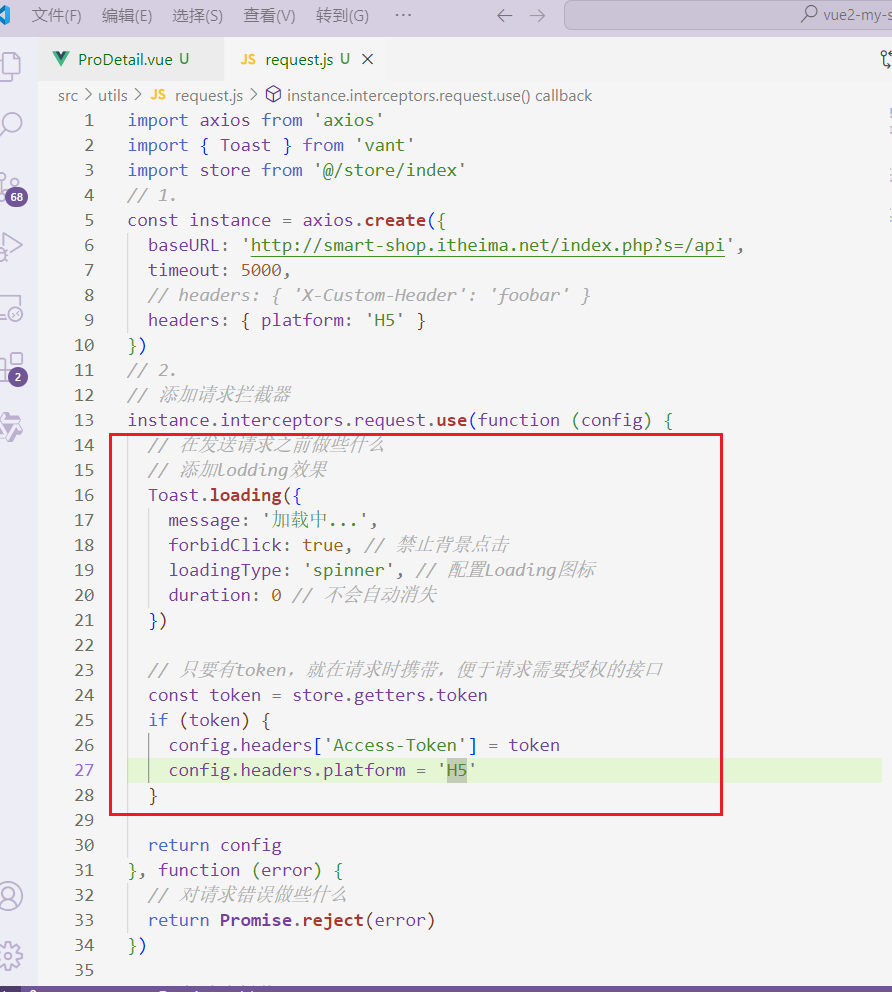 文件(F) 编辑(E) 选择(S) 查看(V) 转到(G) ··· vue2-my-s
ProDetail.vue U JS request.js U
src > utils > JS request.js > instance.interceptors.request.use() callback
1 import axios from 'axios'
2 import { Toast } from 'vant'
3 import store from '@/store/index'
4 // 1.
5 const instance = axios.create({
6 baseURL: 'http://smart-shop.itheima.net/index.php?s=/api',
7 timeout: 5000,
8 // headers: { 'X-Custom-Header': 'foobar' }
9 headers: { platform: 'H5' }
10 })
11 // 2.
12 // 添加请求拦截器
13 instance.interceptors.request.use(function (config) {
14 // 在发送请求之前做些什么
15 // 添加lodding效果
16 Toast.loading({
17 message: '加载中...',
18 forbidClick: true, // 禁止背景点击
19 loadingType: 'spinner', // 配置Loading图标
20 duration: 0 // 不会自动消失
21 })
22
23 // 只要有token，就在请求时携带，便于请求需要授权的接口
24 const token = store.getters.token
25 if (token) {
26 config.headers['Access-Token'] = token
27 config.headers.platform = 'H5'
28 }
29
30 return config
31 }, function (error) {
32 // 对请求错误做些什么
33 return Promise.reject(error)
34 })
35
68
2